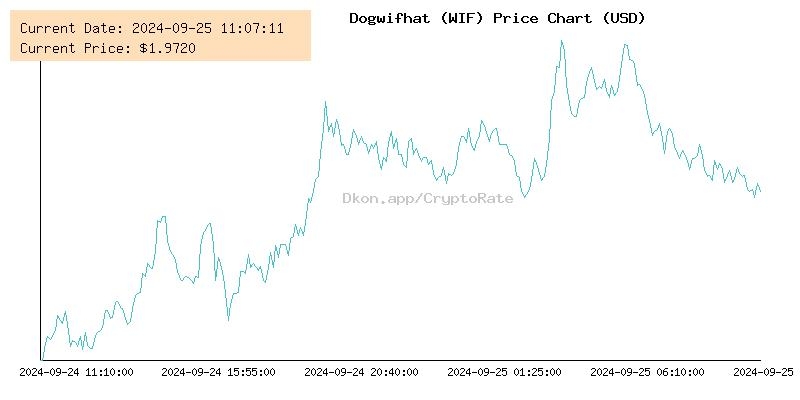 Dogwifhat (WIF) Price Chart (USD)
Current Date: 2024-09-25 11:07:11
Current Price: $1.9720
Dkon.app/CryptoRate
2024-09-24 11:10:00 2024-09-24 15:55:00 2024-09-24 20:40:00 2024-09-25 01:25:00 2024-09-25 06:10:00 2024-09-25